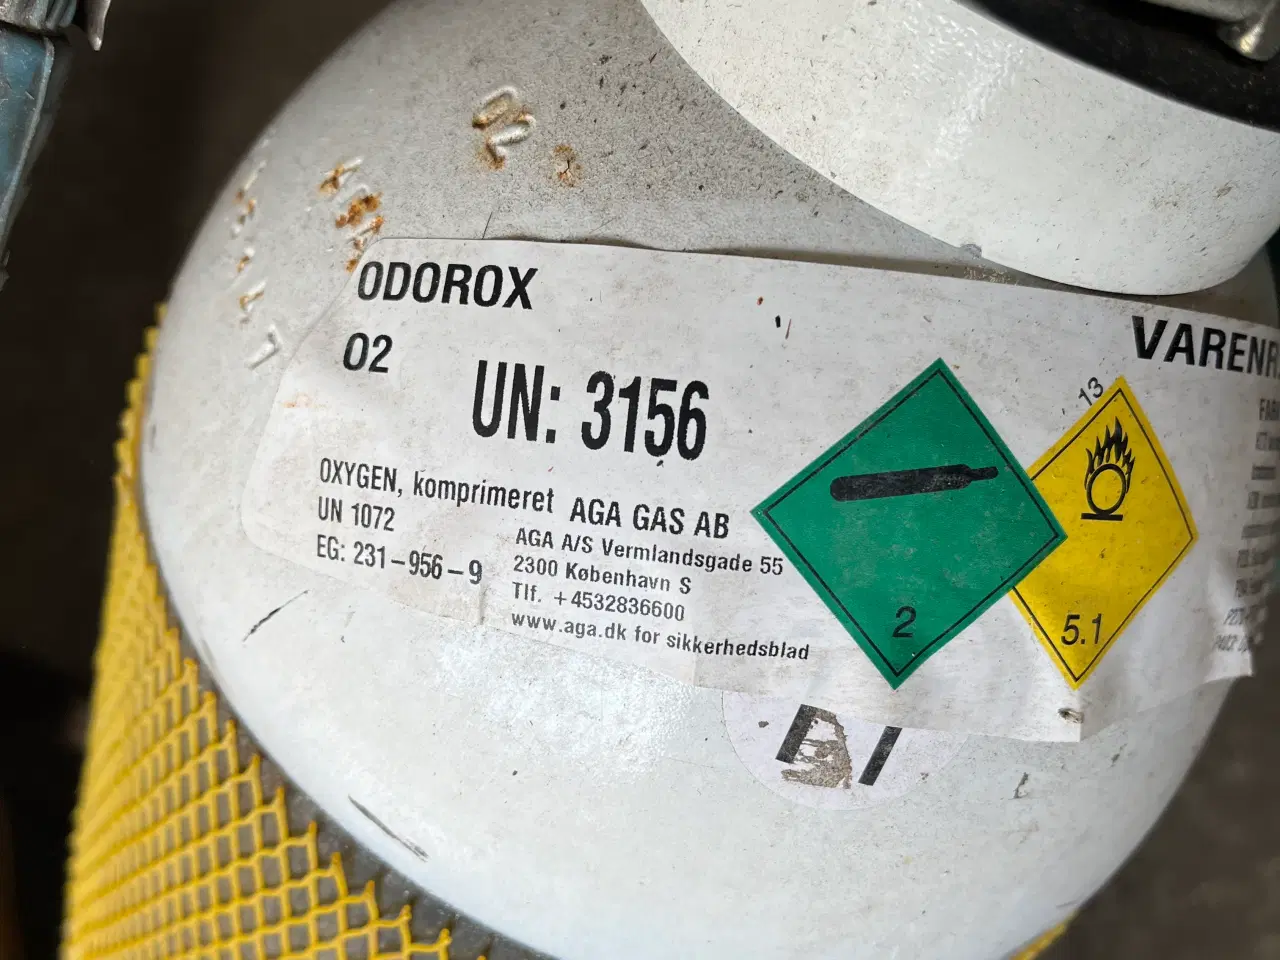 ODOROX
O2
UN: 3156
OXYGEN, komprimeret AGA GAS AB
UN 1072
EG: 231-956-9
AGA A/S Vermlandsgade 55
2300 København S
Tlf. +4532836600
www.aga.dk for sikkerhedsblad
2
13
5.1
VARENR